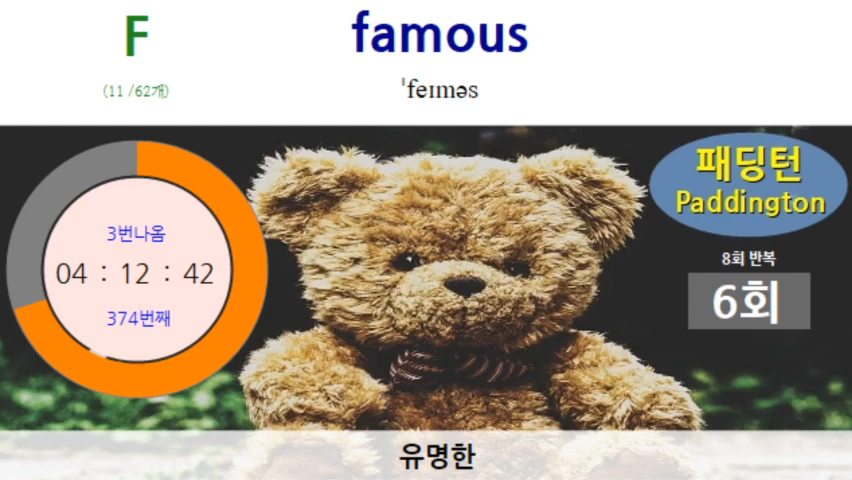 F
famous
(11 /62개)
ˈfeɪməs
패딩턴
Paddington
3번나옴
04 : 12 : 42
374번째
8회 반복
6회
유명한